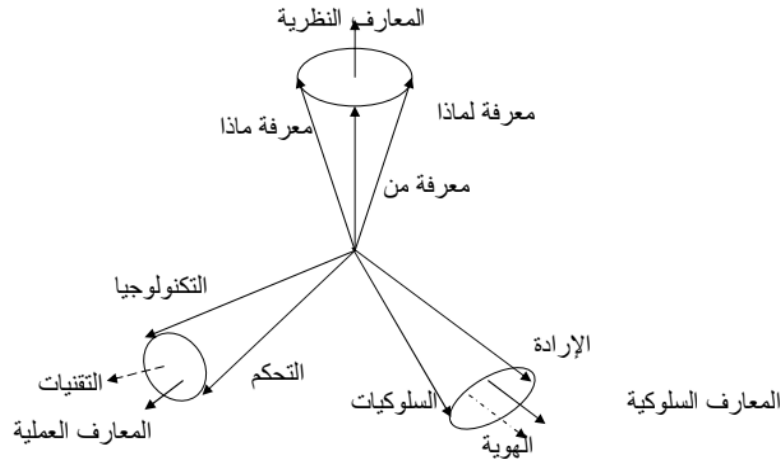 المعارف النظرية
معرفة لماذا
معرفة ماذا
معرفة من
التكنولوجيا
الإرادة
التحكم
التقنيات
السلوكيات
المعارف السلوكية
المعارف العملية
الهوية